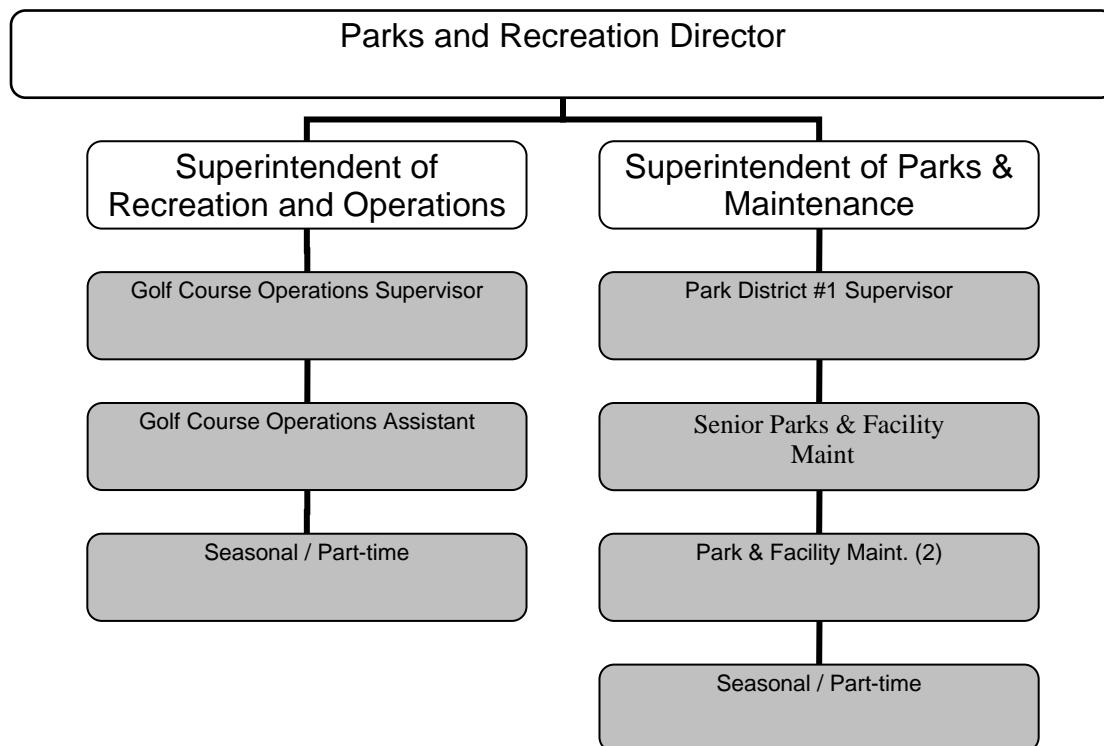 Parks and Recreation Director
Superintendent of
Recreation and Operations
Superintendent of Parks &
Maintenance
Golf Course Operations Supervisor
Park District #1 Supervisor
Golf Course Operations Assistant
Senior Parks & Facility
Maint
Seasonal / Part-time
Park & Facility Maint. (2)
Seasonal / Part-time